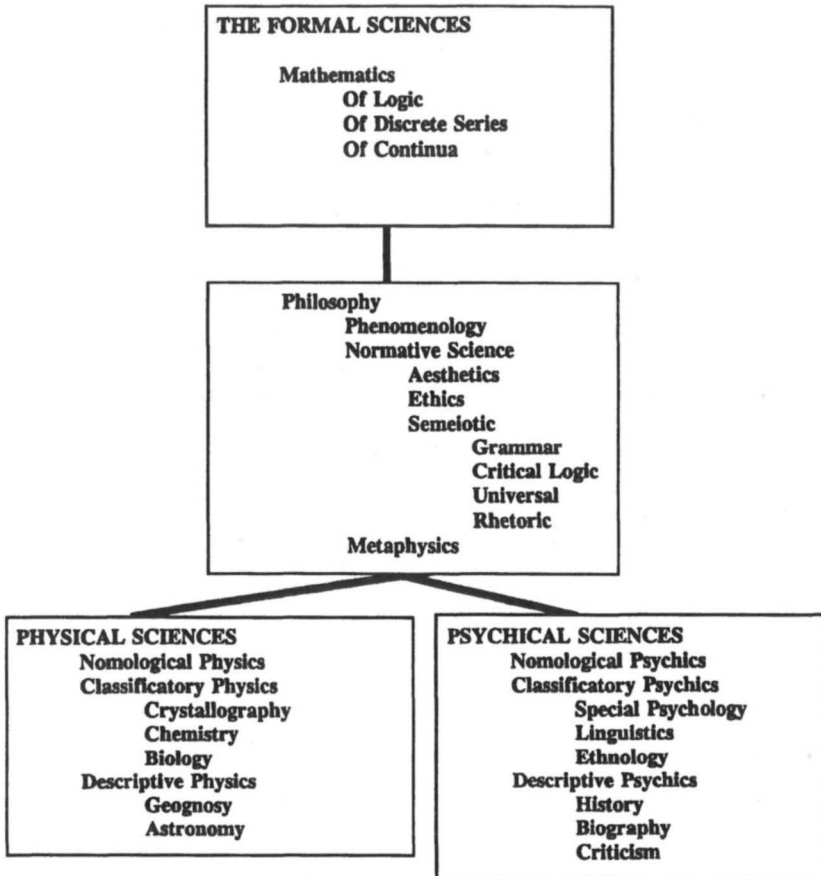 THE FORMAL SCIENCES
Mathematics
Of Logic
Of Discrete Series
Of Continua
Philosophy
Phenomenology
Normative Science
Aesthetics
Ethics
Semeiotic
Grammar
Critical Logic
Universal
Rhetoric
Metaphysics
PHYSICAL SCIENCES
Nomological Physics
Classificatory Physics
Crystallography
Chemistry
Biology
Descriptive Physics
Geognosy
Astronomy
PSYCHICAL SCIENCES
Nomological Psychics
Classificatory Psychics
Special Psychology
Linguistics
Ethnology
Descriptive Psychics
History
Biography
Criticism